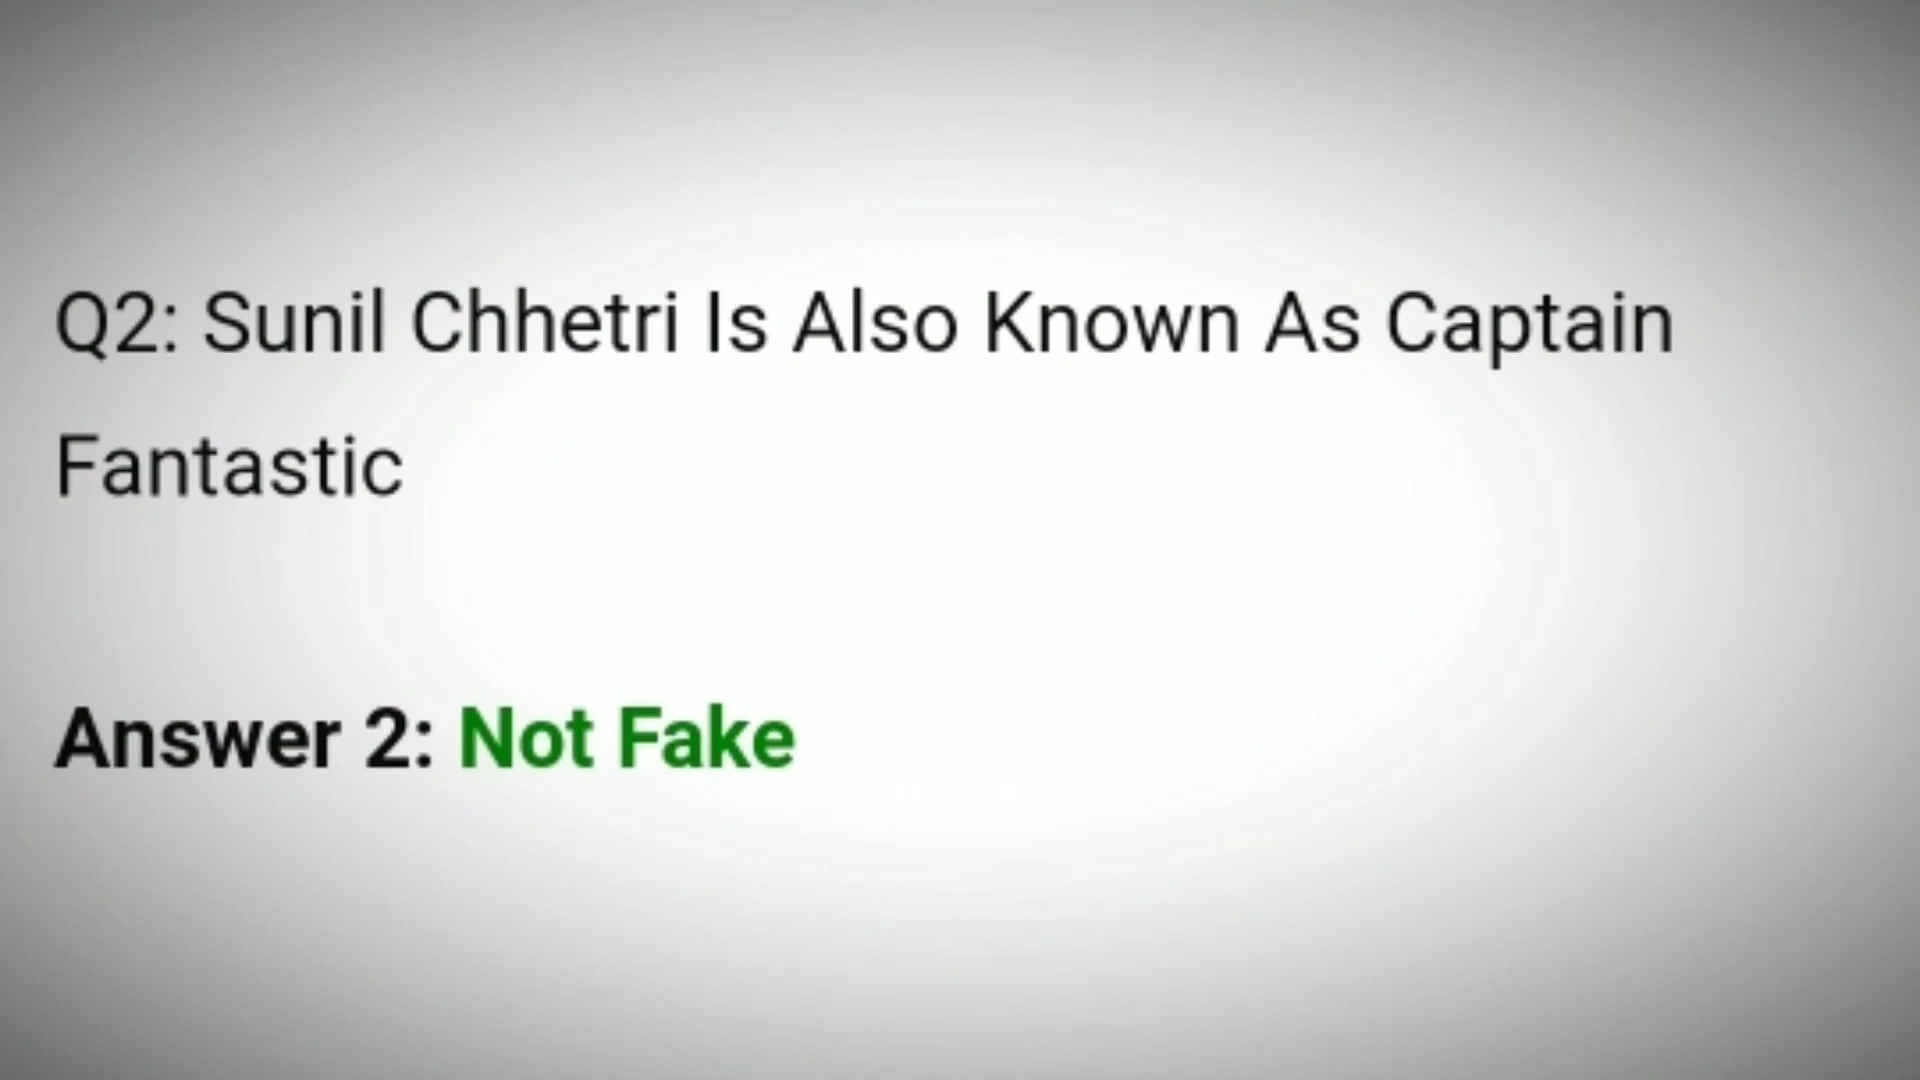 Q2: Sunil Chhetri Is Also Known As Captain
Fantastic
Answer 2: Not Fake